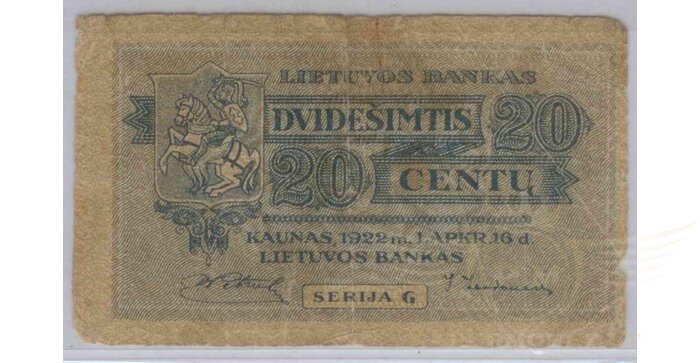 LIETUVOS BANKAS
DVIDEŠIMTIS 20
20 CENTŲ
KAUNAS, 1922 m. LAPKR. 16 d.
LIETUVOS BANKAS
SERIJA G